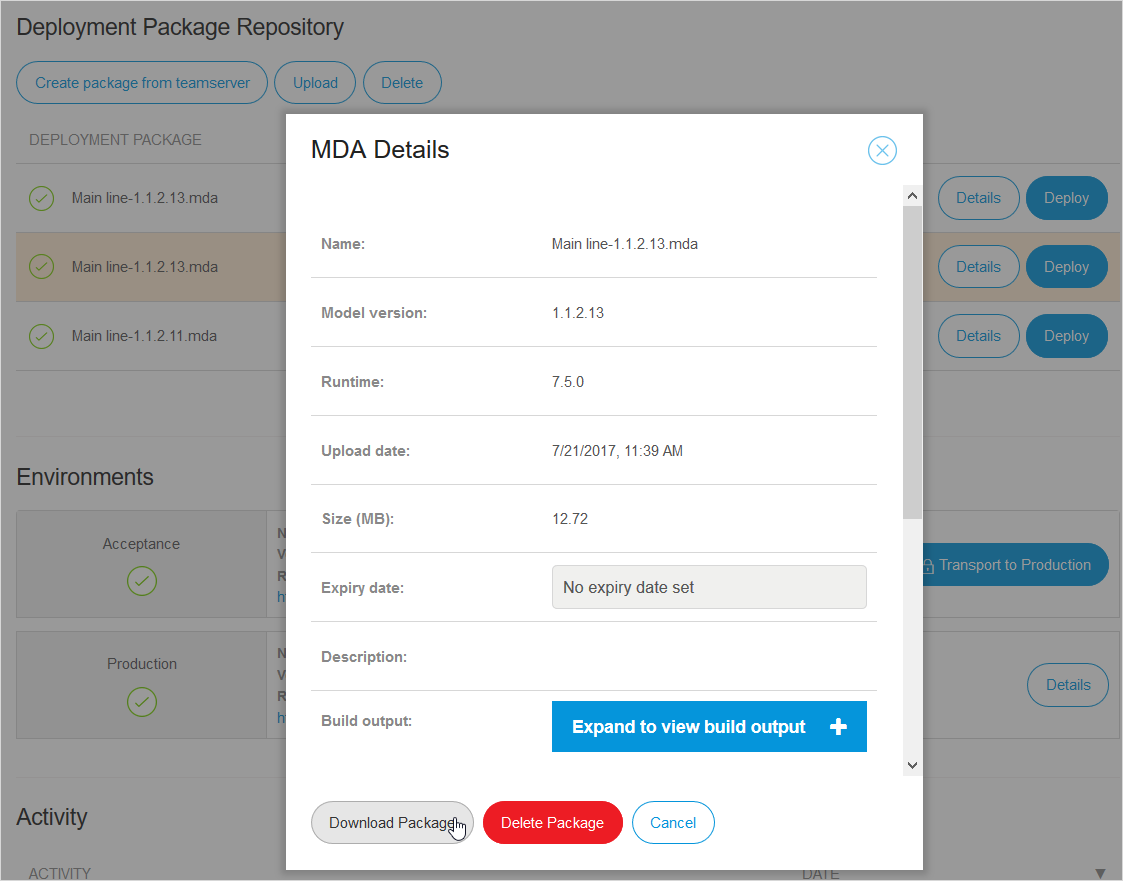 Deployment Package Repository
Create package from teamserver Upload Delete
DEPLOYMENT PACKAGE
Main line-1.1.2.13.mda Details Deploy
Main line-1.1.2.13.mda Details Deploy
Main line-1.1.2.11.mda Details Deploy
MDA Details
Name: Main line-1.1.2.13.mda
Model version: 1.1.2.13
Runtime: 7.5.0
Upload date: 7/21/2017, 11:39 AM
Size (MB): 12.72
Expiry date: No expiry date set
Description:
Build output: Expand to view build output
Download Package Delete Package Cancel
Environments
Acceptance
N
V
R
Transport to Production
Production
N
V
R
Details
Activity
ACTIVITY DATE